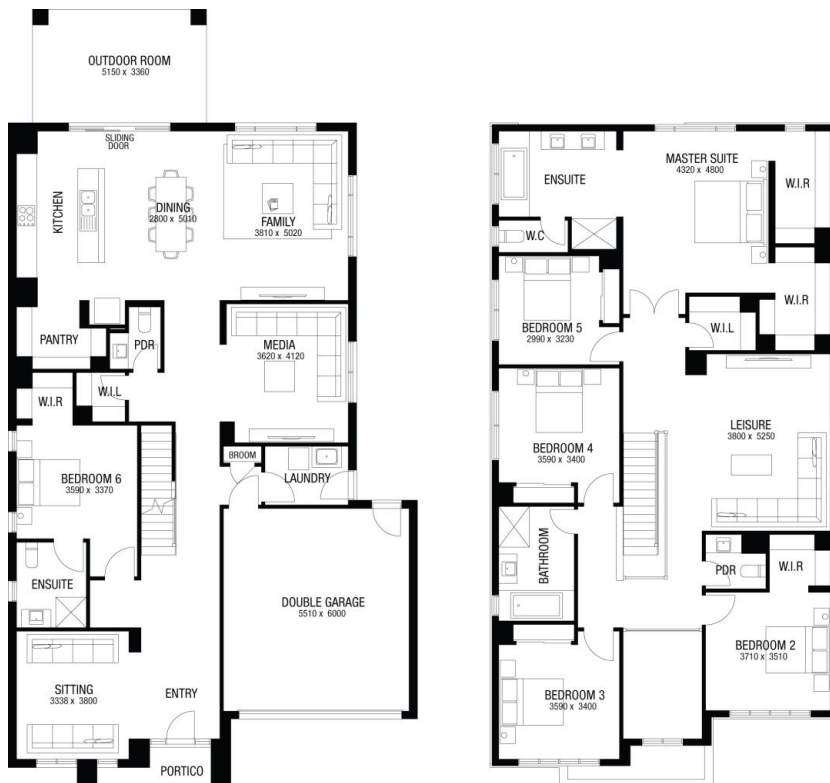 OUTDOOR ROOM
5150 x 3360
SLIDING
DOOR
KITCHEN
DINING
2800 x 5010
FAMILY
3810 x 5020
PANTRY
PDR
MEDIA
3620 x 4120
W.I.R
W.I.L
BEDROOM 6
3590 x 3370
BROOM
LAUNDRY
ENSUITE
DOUBLE GARAGE
5510 x 6000
SITTING
3338 x 3800
ENTRY
PORTICO
MASTER SUITE
4320 x 4800
ENSUITE
W.I.R
W.C
W.I.R
BEDROOM 5
2990 x 3230
W.I.L
LEISURE
3800 x 5250
BEDROOM 4
3590 x 3400
BATHROOM
PDR
W.I.R
BEDROOM 2
3710 x 3510
BEDROOM 3
3590 x 3400